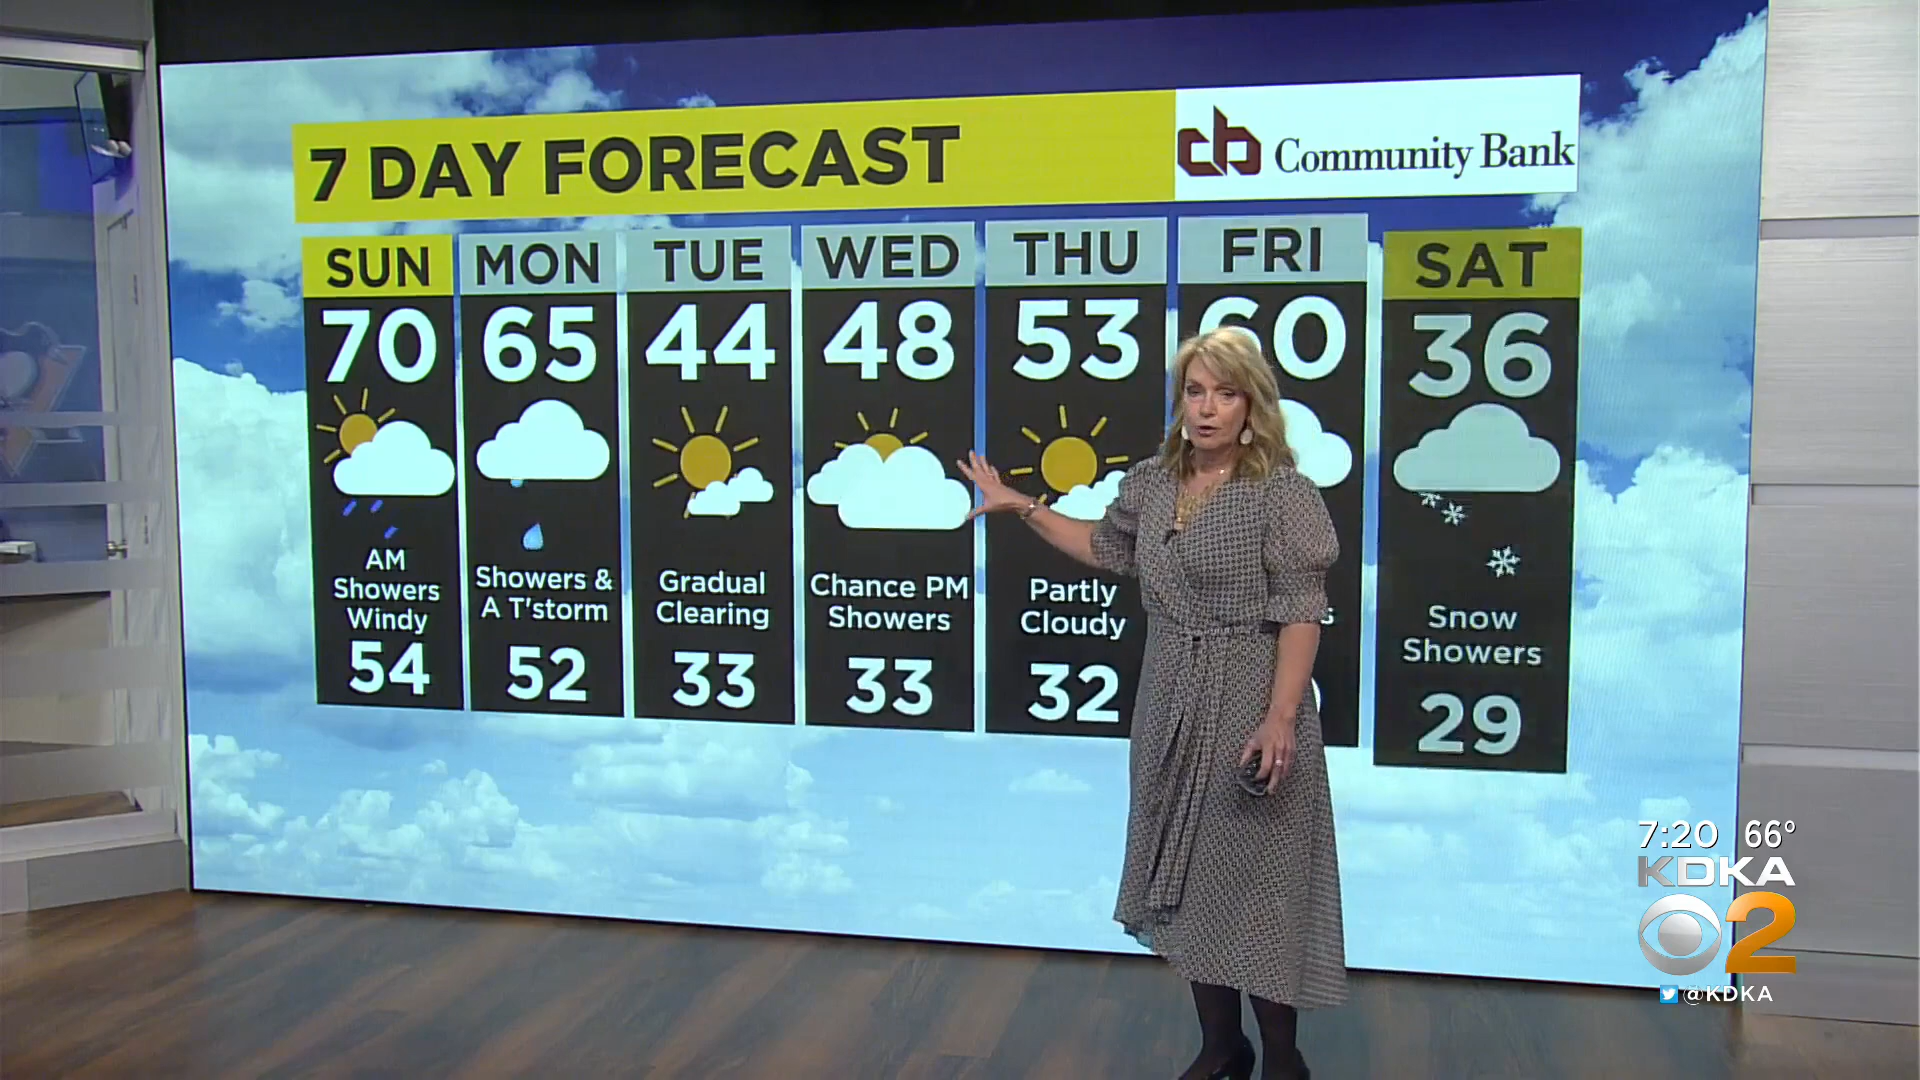 7 DAY FORECAST
cb Community Bank
SUN MON TUE WED THU FRI SAT
70 65 44 48 53 60 36
AM
Showers
Windy
Showers &
A T'storm
Gradual
Clearing
Chance PM
Showers
Partly
Cloudy
Snow
Showers
54 52 33 33 32 29
7:20 66°
KDKA
2
@KDKA